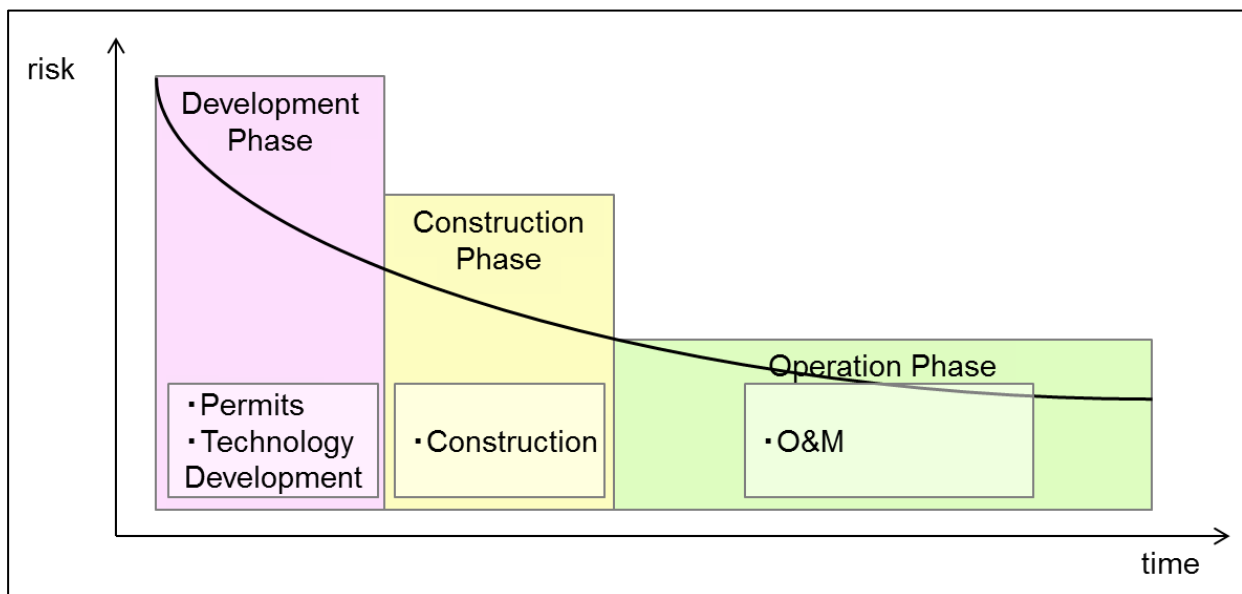 risk
Development
Phase
Construction
Phase
Operation Phase
・Permits
・Technology
Development
・Construction
・O&M
time